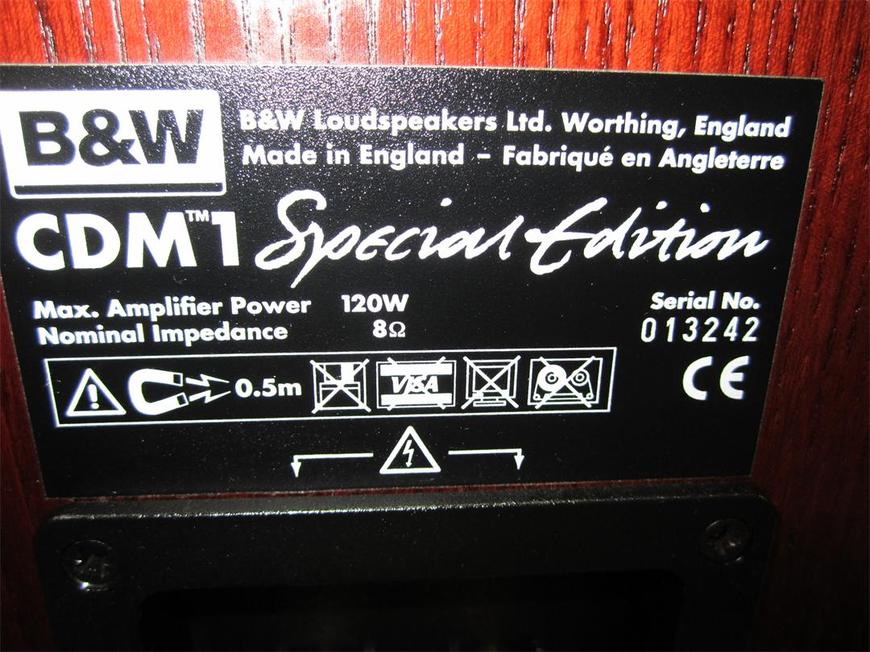 B&W
B&W Loudspeakers Ltd. Worthing, England
Made in England – Fabriqué en Angleterre
CDM™1 Special Edition
Max. Amplifier Power 120W
Nominal Impedance 8Ω
Serial No.
013242
0.5m
VISA
CE